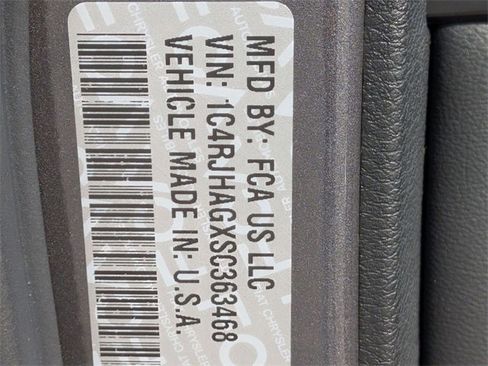 MFD BY: FCA US LLC
VIN: 1C4RJHAGXSC363468
VEHICLE MADE IN: U.S.A.